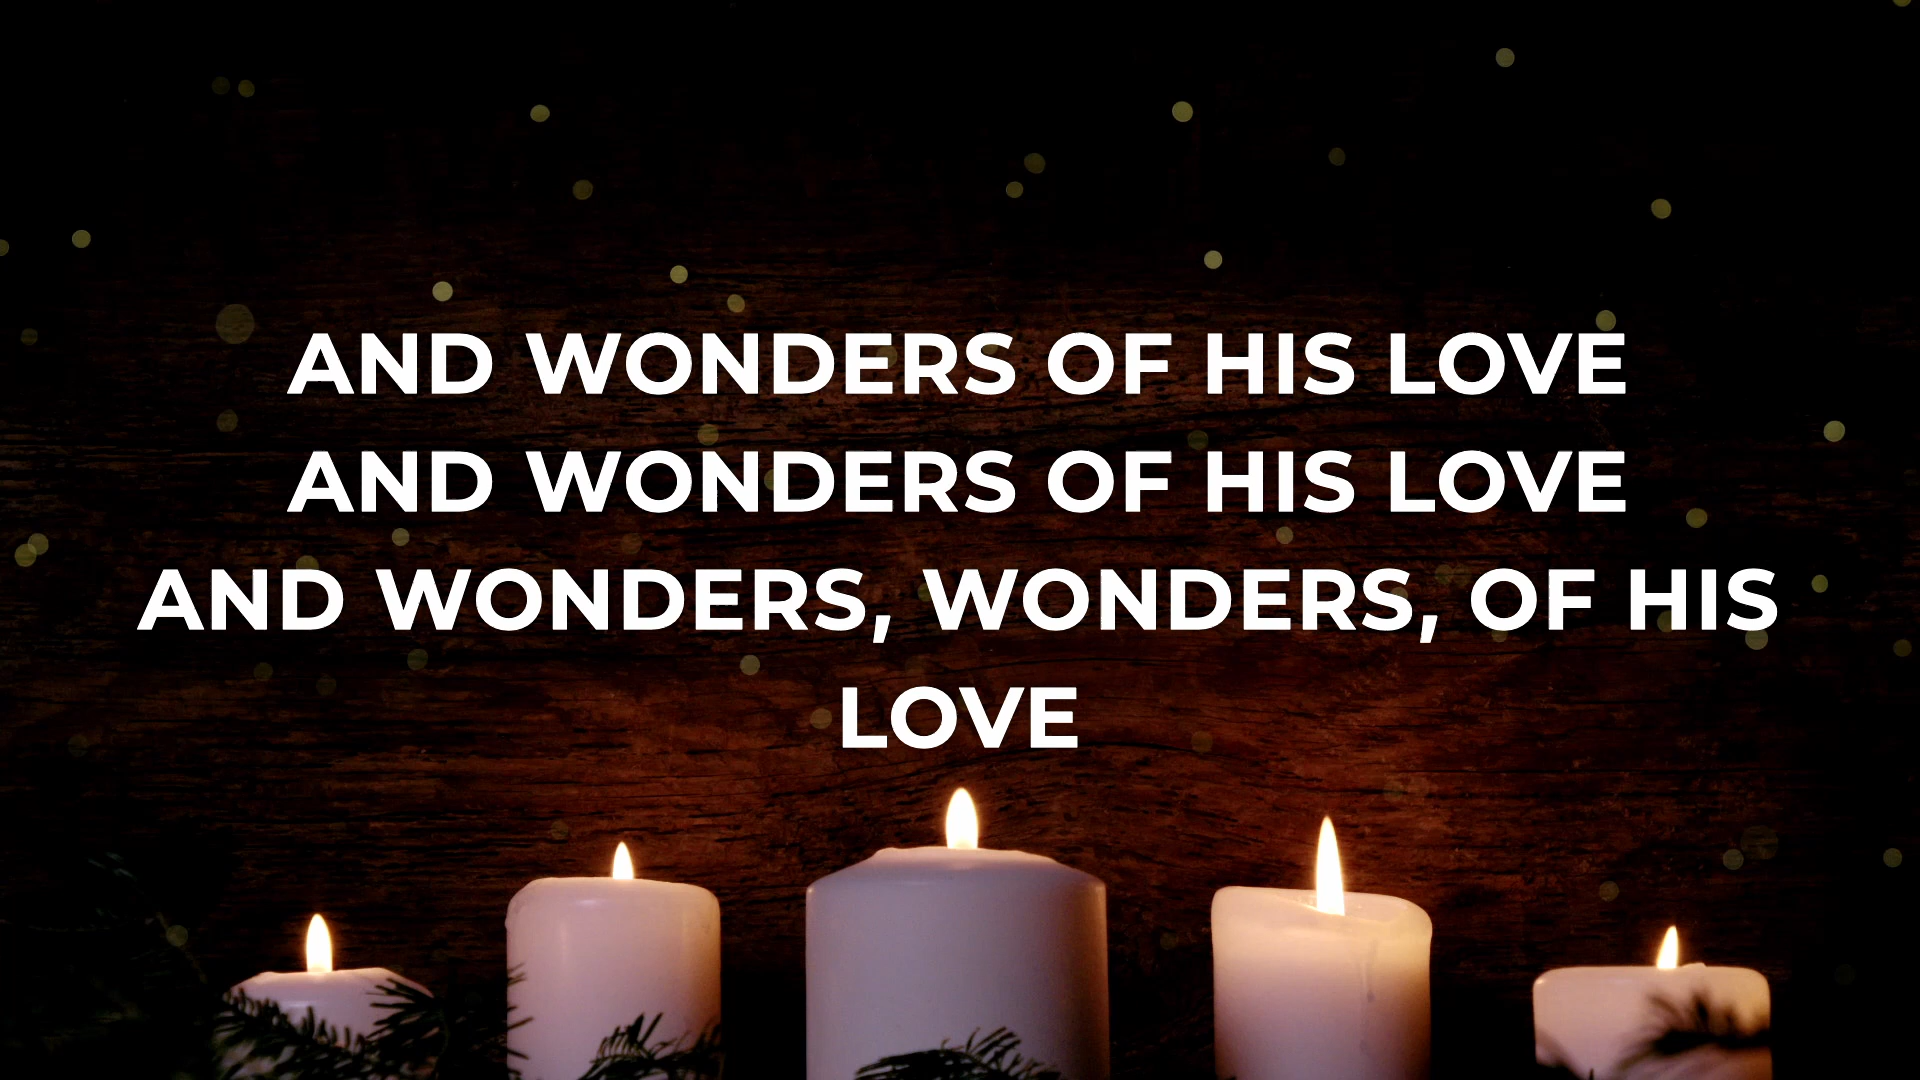 AND WONDERS OF HIS LOVE
AND WONDERS OF HIS LOVE
AND WONDERS, WONDERS, OF HIS
LOVE